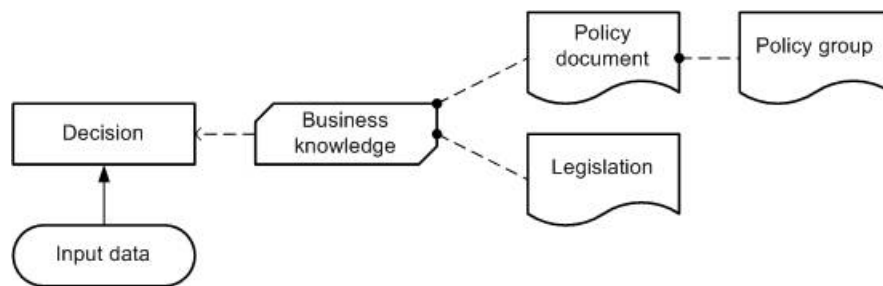 Policy
document
Policy group
Decision
Business
knowledge
Legislation
Input data